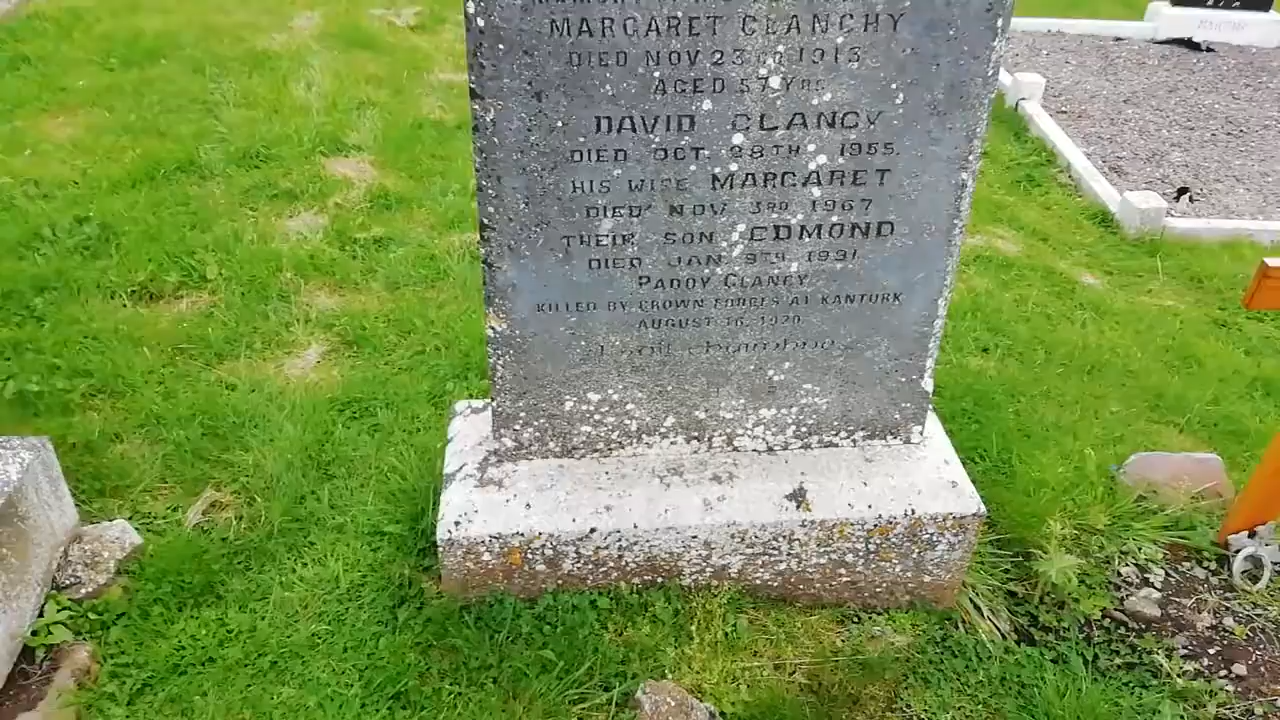 MARGARET CLANCHY
DIED NOV 23RD 1913
AGED 57 YRS
DAVID CLANCY
DIED OCT. 28TH 1955.
HIS WIFE MARGARET
DIED NOV 3RD 1967
THEIR SON EDMOND
DIED JAN 9TH 1991
PADDY CLANCY
KILLED BY CROWN FORCES AT KANTURK
AUGUST 16, 1920